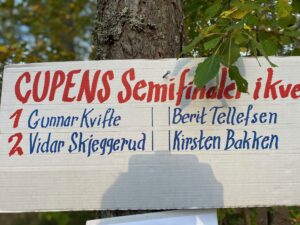 CUPENS Semifinaler i kve
1 Gunnar Kvifte | | Berit Tellefsen
2 Vidar Skjeggerud | | Kirsten Bakken